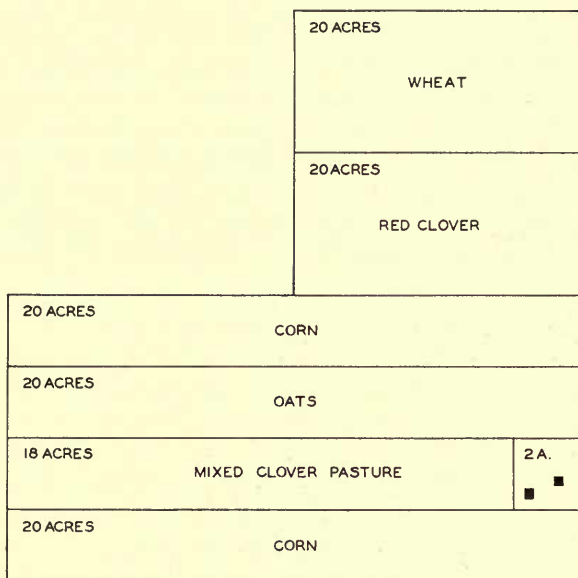 20 ACRES
WHEAT
20 ACRES
RED CLOVER
20 ACRES
CORN
20 ACRES
OATS
18 ACRES
MIXED CLOVER PASTURE
2 A.
20 ACRES
CORN